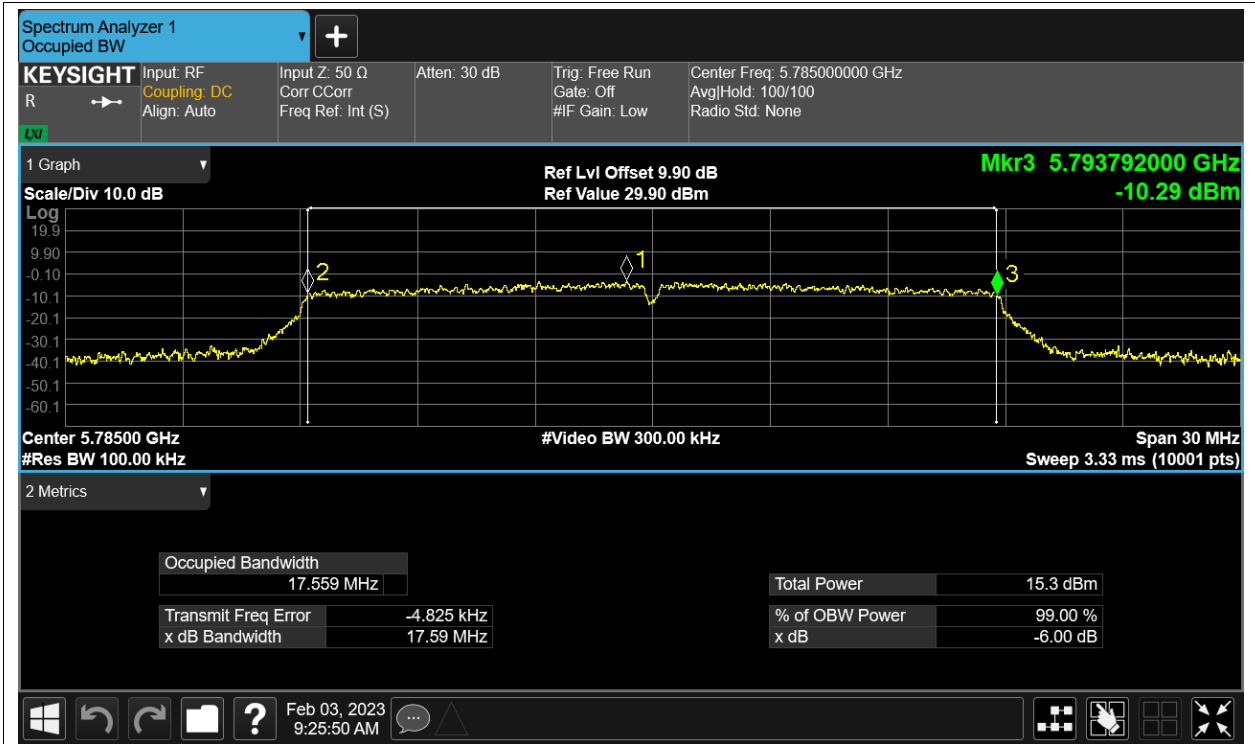 Spectrum Analyzer 1
Occupied BW
▼
+
KEYSIGHT
R
LXI
Input: RF
Coupling: DC
Align: Auto
Input Z: 50 Ω
Corr CCorr
Freq Ref: Int (S)
Atten: 30 dB
Trig: Free Run
Gate: Off
#IF Gain: Low
Center Freq: 5.785000000 GHz
Avg|Hold: 100/100
Radio Std: None
1 Graph ▼
Scale/Div 10.0 dB
Ref Lvl Offset 9.90 dB
Ref Value 29.90 dBm
Mkr3 5.793792000 GHz
-10.29 dBm
Log
19.9
9.90
-0.10
-10.1
-20.1
-30.1
-40.1
-50.1
-60.1
2
1
3
Center 5.78500 GHz
#Res BW 100.00 kHz
#Video BW 300.00 kHz
Span 30 MHz
Sweep 3.33 ms (10001 pts)
2 Metrics ▼
Occupied Bandwidth
17.559 MHz
Transmit Freq Error -4.825 kHz
x dB Bandwidth 17.59 MHz
Total Power 15.3 dBm
% of OBW Power 99.00 %
x dB -6.00 dB
?
Feb 03, 2023
9:25:50 AM